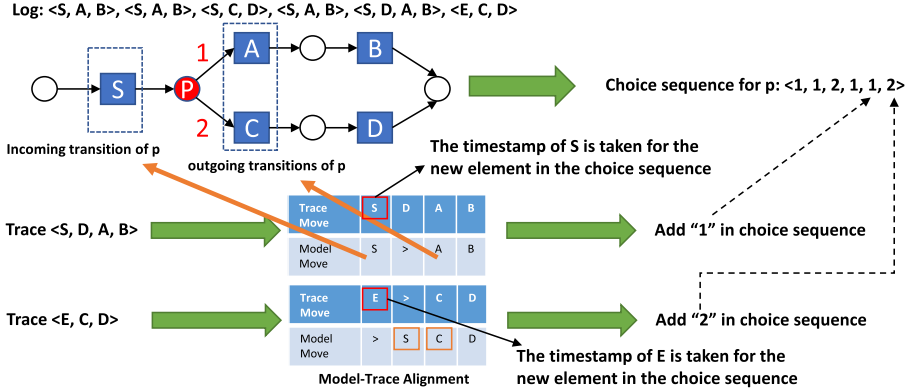 Log: <S, A, B>, <S, A, B>, <S, C, D>, <S, A, B>, <S, D, A, B>, <E, C, D>
1
A
B
S
P
Choice sequence for p: <1, 1, 2, 1, 1, 2>
2
C
D
Incoming transition of p
outgoing transitions of p
The timestamp of S is taken for the
new element in the choice sequence
Trace <S, D, A, B>
Trace Move S D A B
Model Move S > A B
Add “1” in choice sequence
Trace <E, C, D>
Trace Move E > C D
Model Move > S C D
Add “2” in choice sequence
The timestamp of E is taken for the
new element in the choice sequence
Model-Trace Alignment